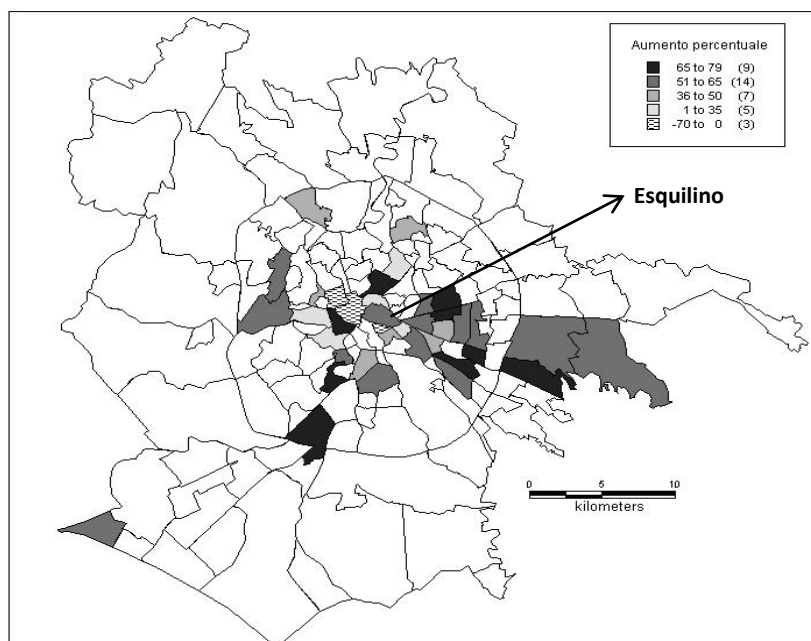 Aumento percentuale
65 to 79 (9)
51 to 65 (14)
36 to 50 (7)
1 to 35 (5)
-70 to 0 (3)
Esquilino
0 5 10
kilometers